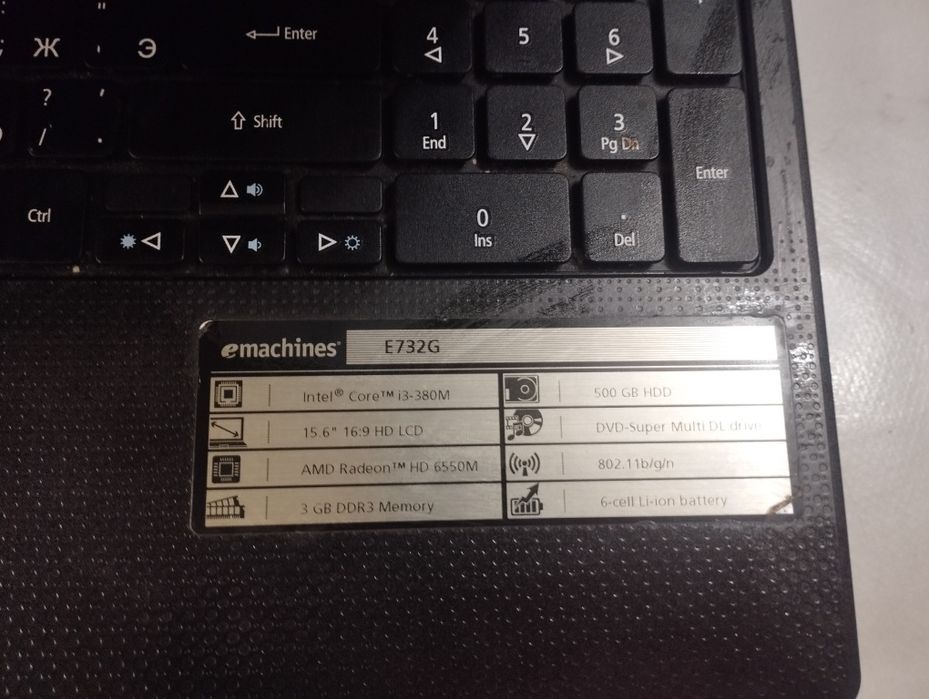 Ж Э Enter 4 5 6
"
? / . Shift 1 End 2 3 Pg Dn
Ctrl 0 Ins . Del Enter
emachines E732G
Intel® Core™ i3-380M
500 GB HDD
15.6" 16:9 HD LCD
DVD-Super Multi DL drive
AMD Radeon™ HD 6550M
802.11b/g/n
3 GB DDR3 Memory
6-cell Li-ion battery